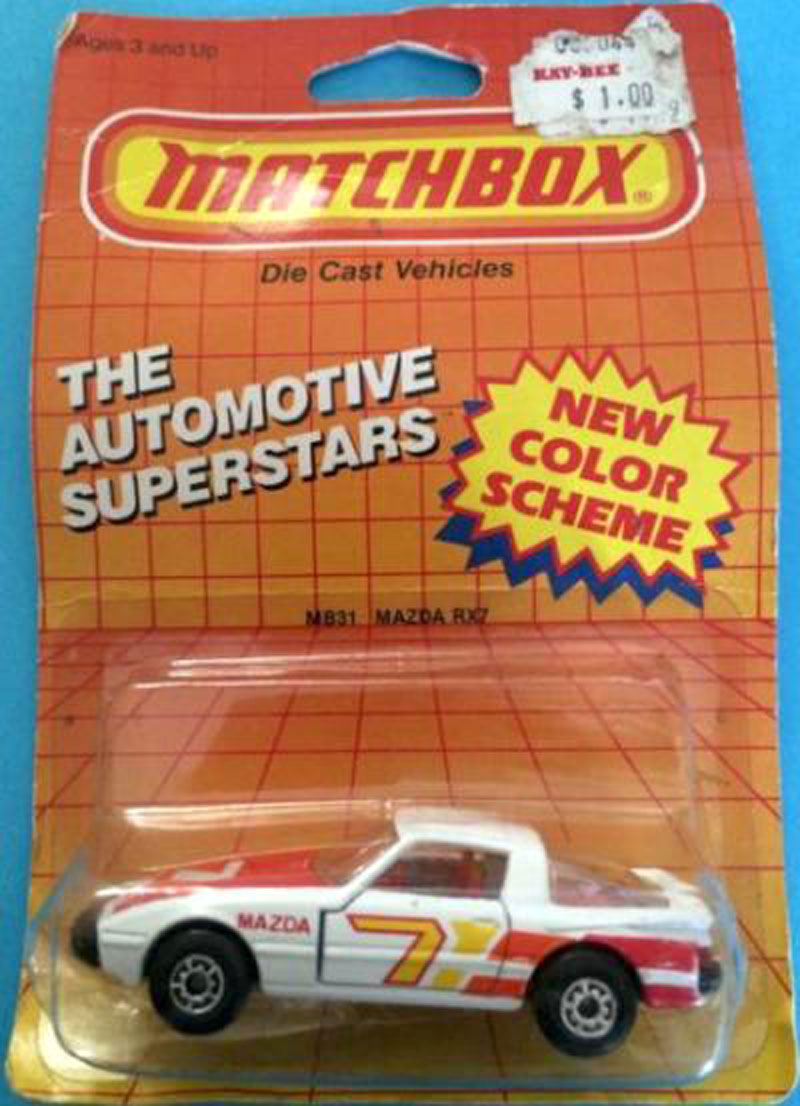 Ages 3 and Up
KAY-BEE
$ 1.00
MATCHBOX®
Die Cast Vehicles
THE
AUTOMOTIVE
SUPERSTARS
NEW
COLOR
SCHEME
MB31 MAZDA RX7
MAZDA
7